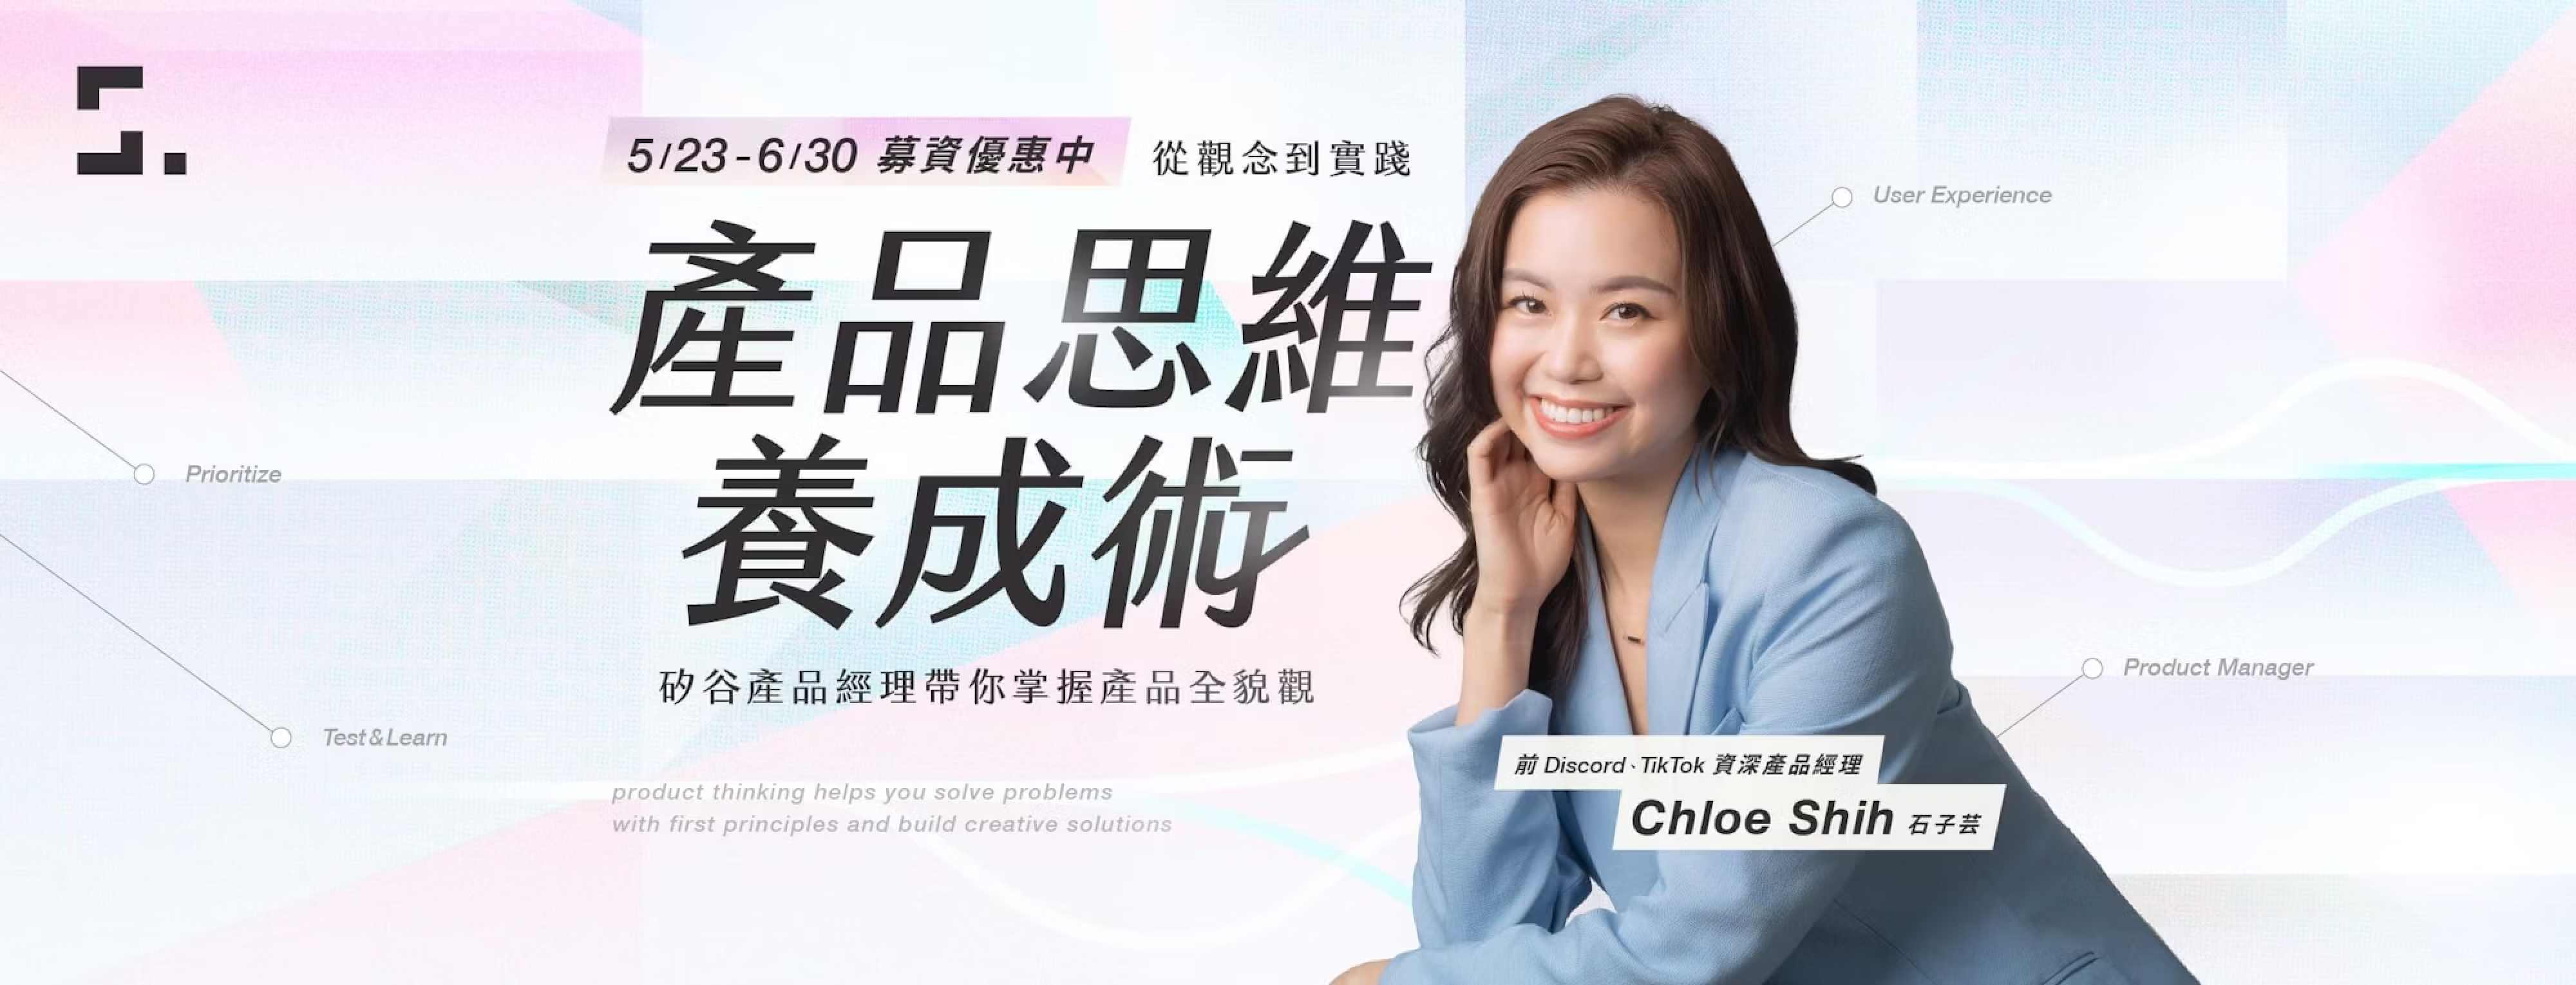 5/23-6/30 募資優惠中 從觀念到實踐
產品思維
養成術
矽谷產品經理帶你掌握產品全貌觀
product thinking helps you solve problems
with first principles and build creative solutions
Prioritize
Test&Learn
User Experience
Product Manager
前 Discord、TikTok 資深產品經理
Chloe Shih 石子芸